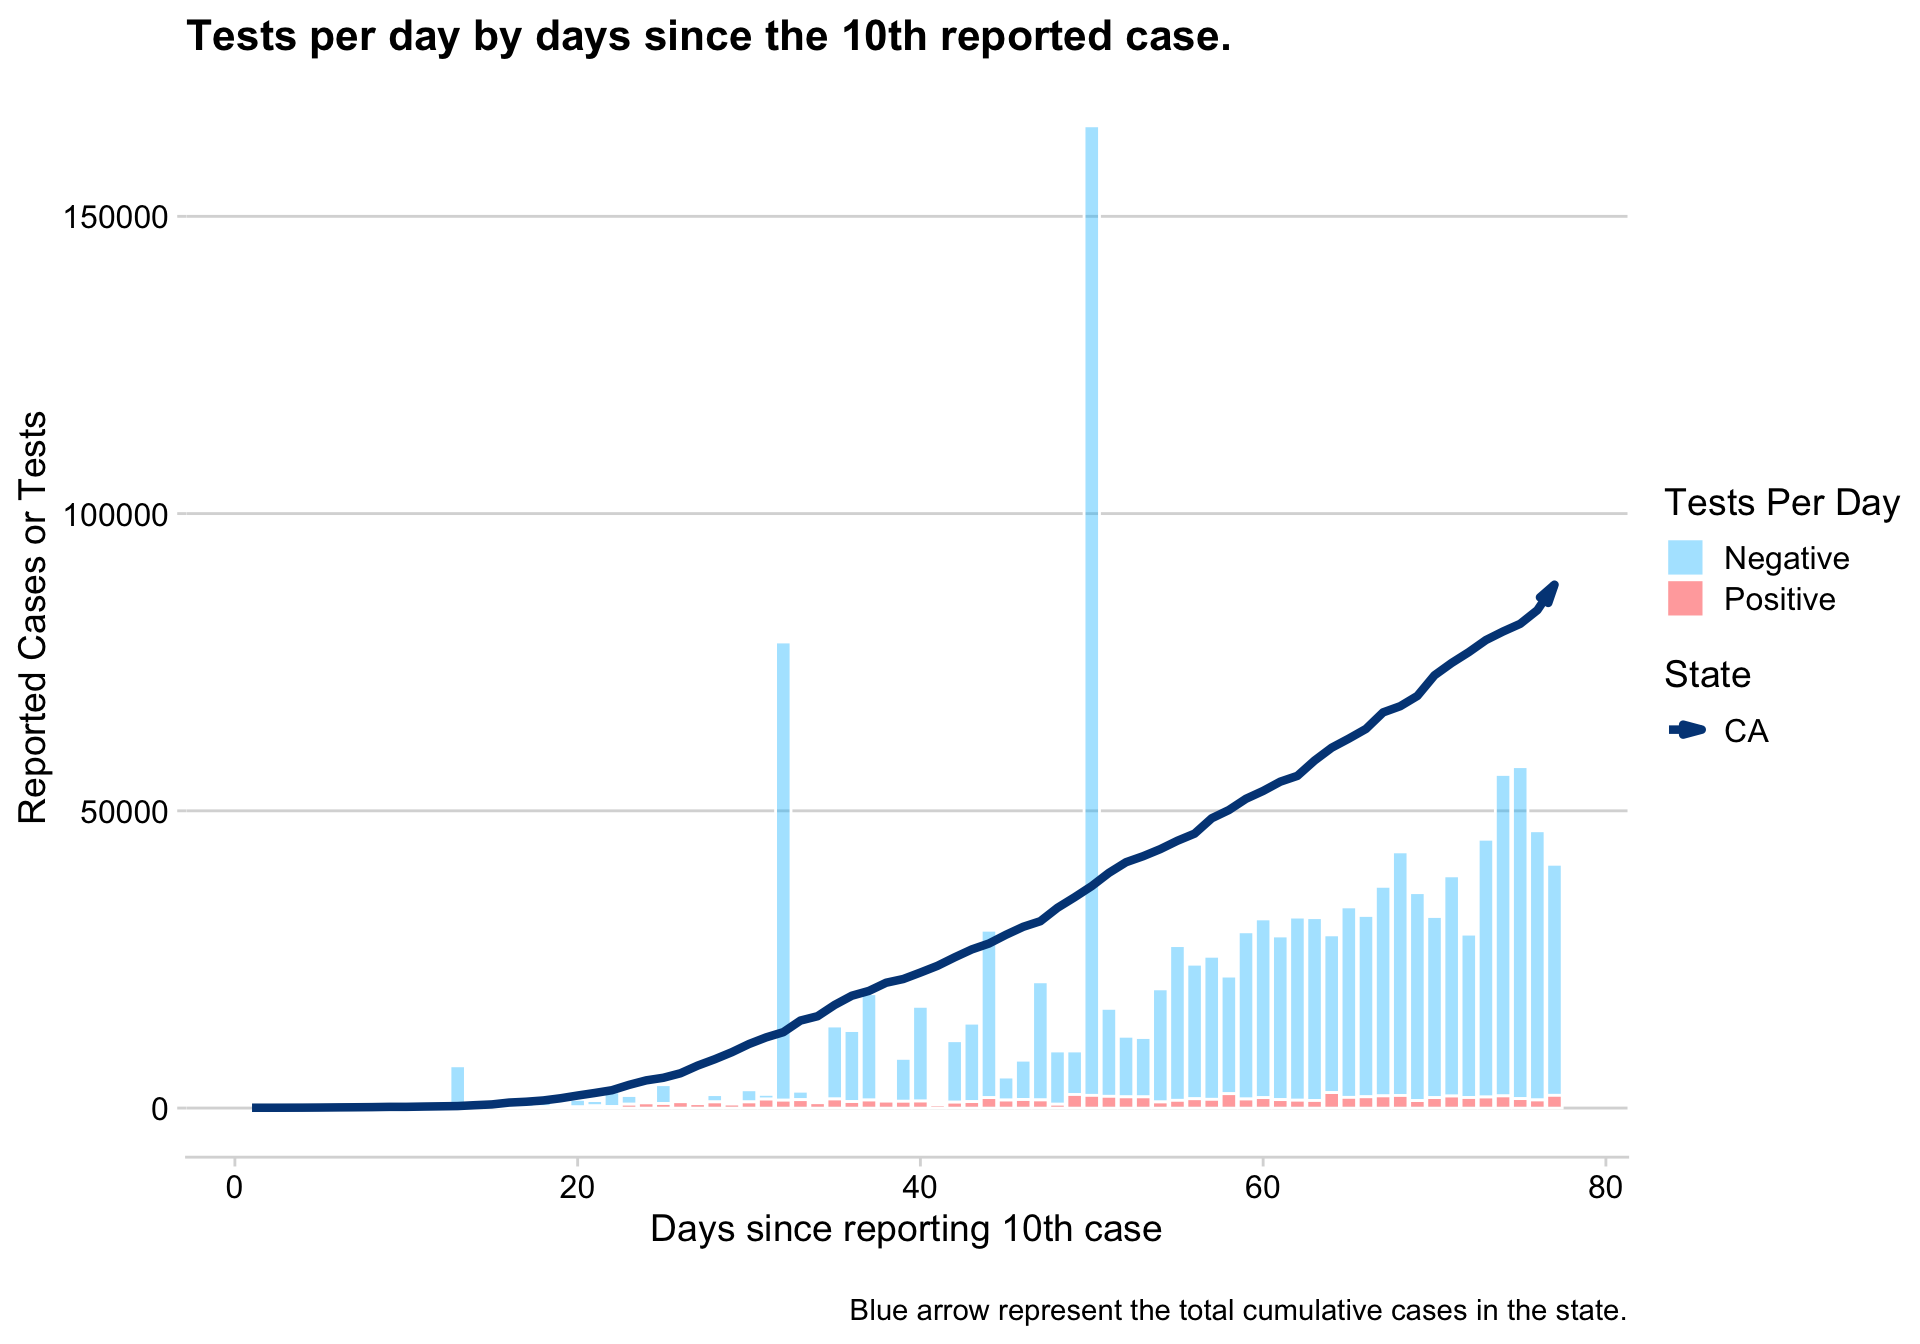 Tests per day by days since the 10th reported case.
Reported Cases or Tests
150000
100000
50000
0
0 20 40 60 80
Days since reporting 10th case
Tests Per Day
Negative
Positive
State
CA
Blue arrow represent the total cumulative cases in the state.